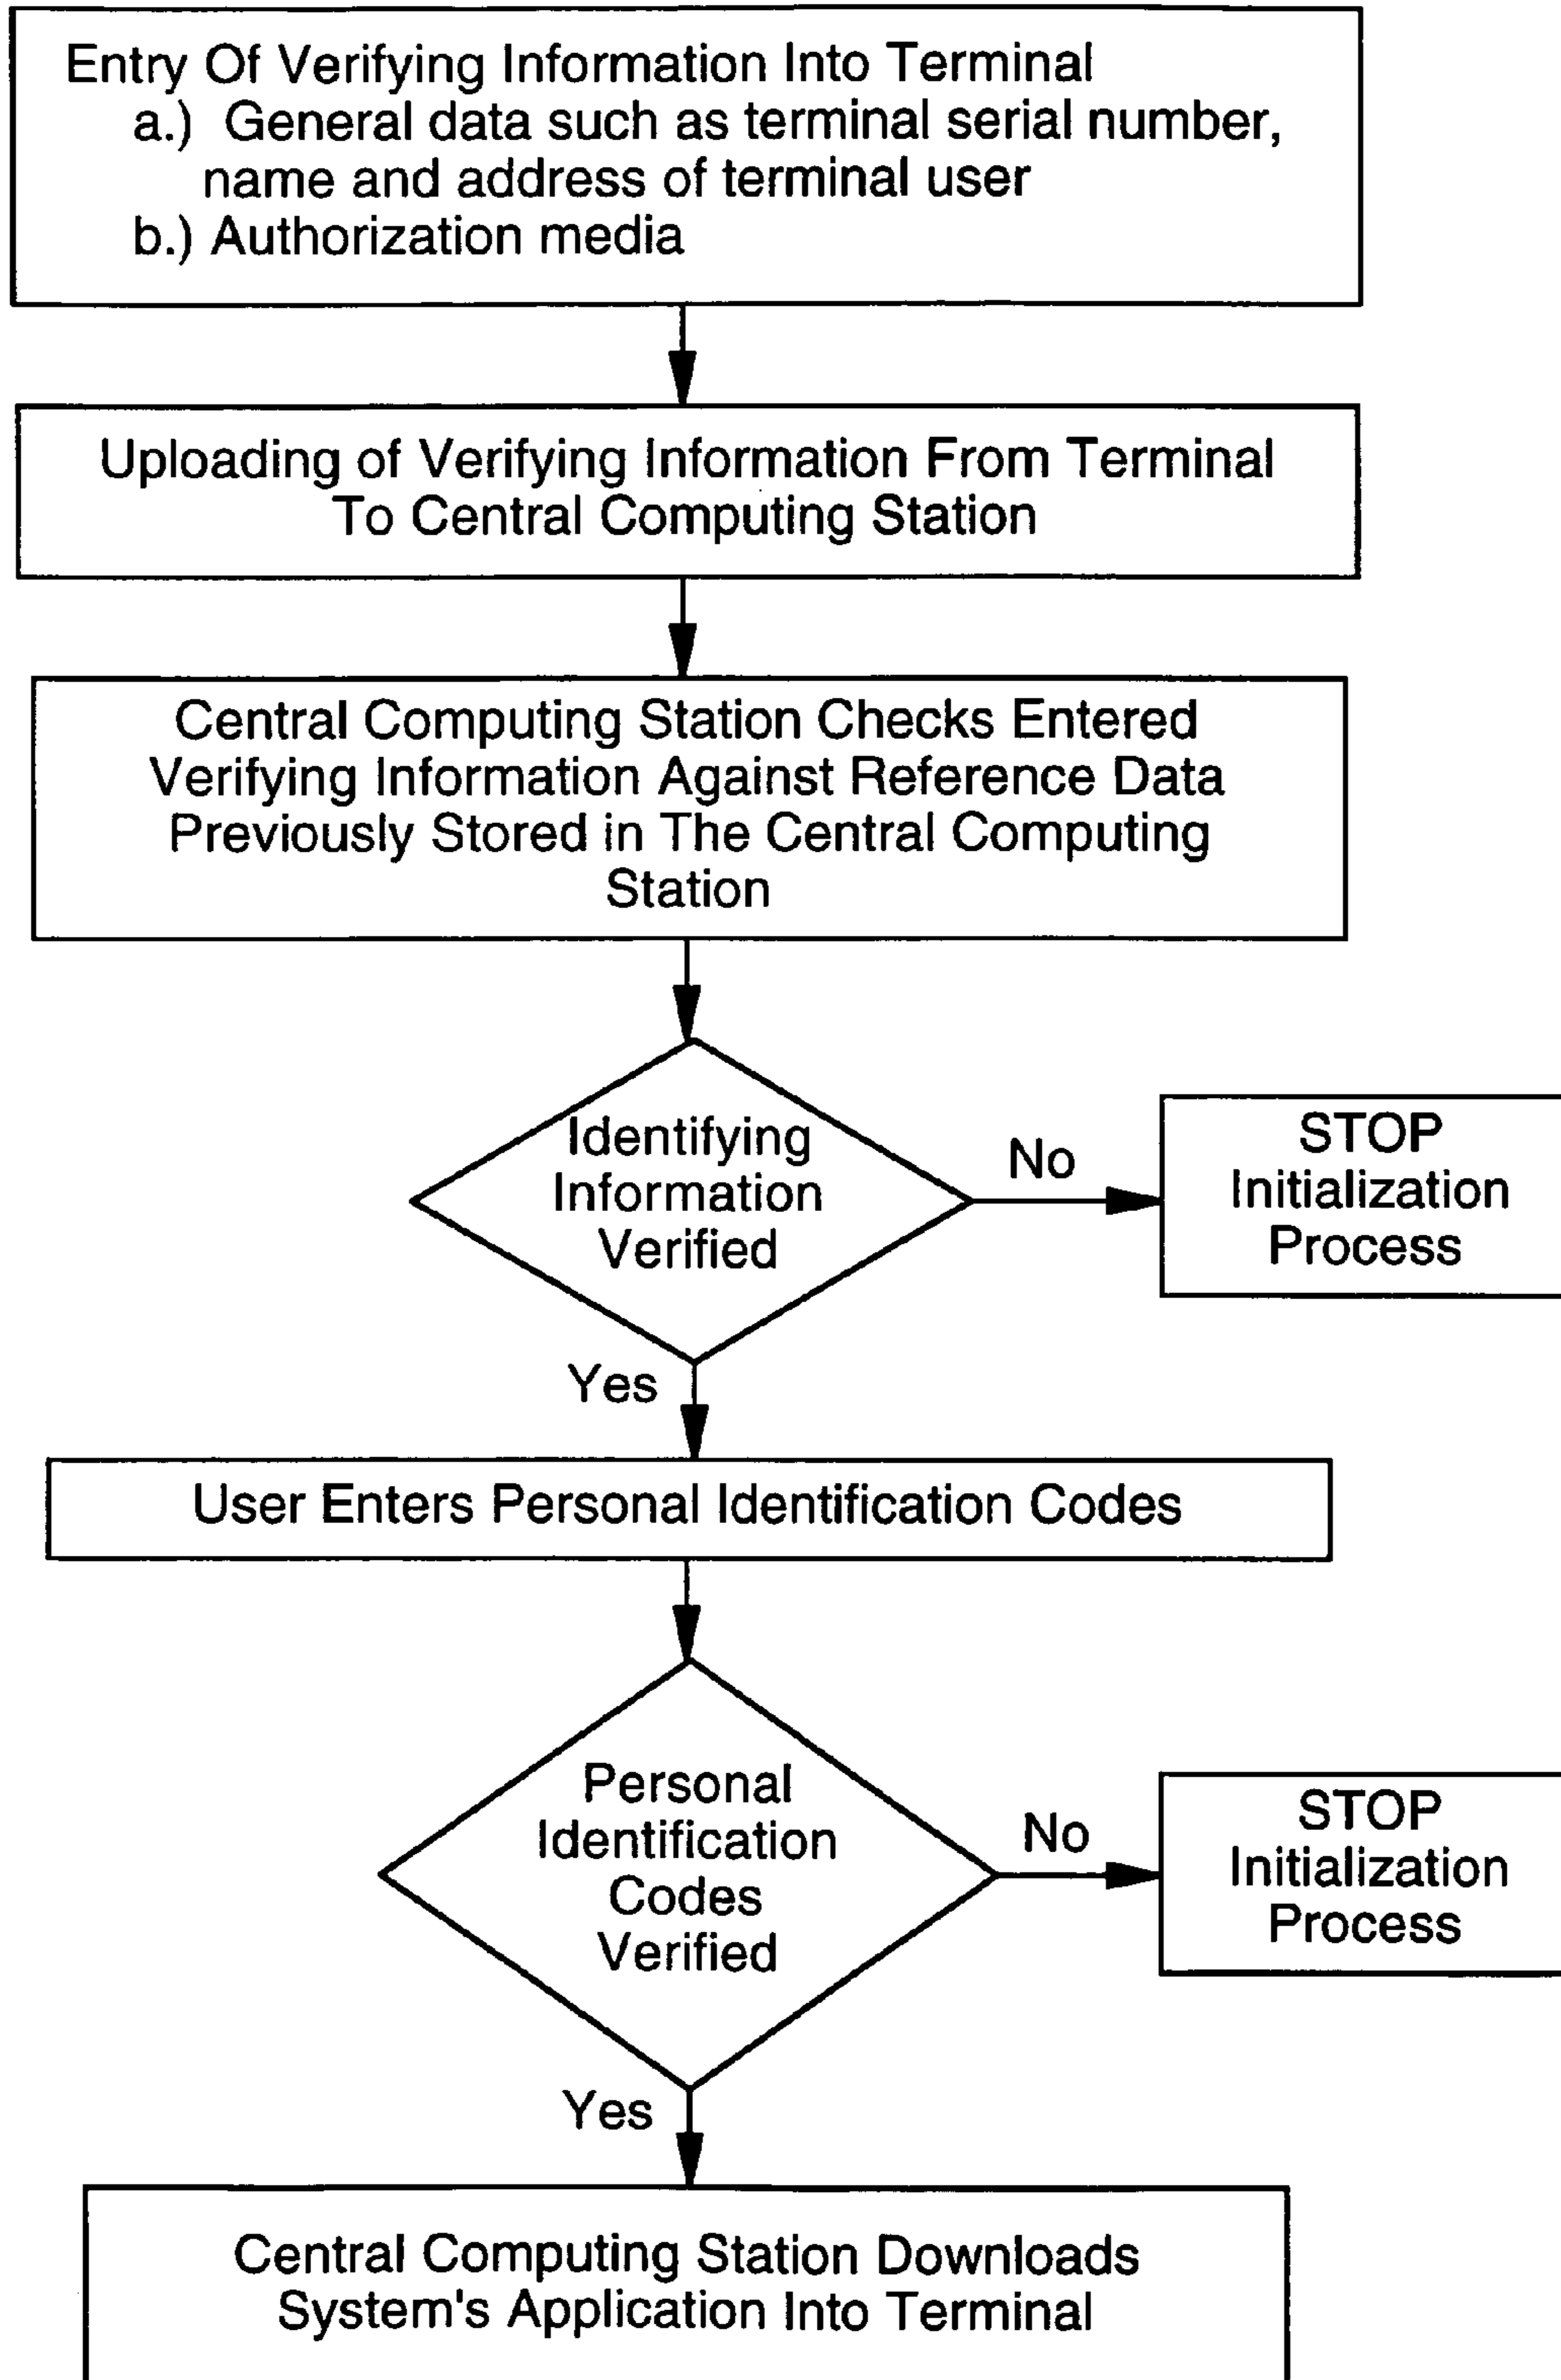 Entry Of Verifying Information Into Terminal
a.) General data such as terminal serial number,
name and address of terminal user
b.) Authorization media
Uploading of Verifying Information From Terminal
To Central Computing Station
Central Computing Station Checks Entered
Verifying Information Against Reference Data
Previously Stored in The Central Computing
Station
Identifying
Information
Verified
No
STOP
Initialization
Process
Yes
User Enters Personal Identification Codes
Personal
Identification
Codes
Verified
No
STOP
Initialization
Process
Yes
Central Computing Station Downloads
System's Application Into Terminal